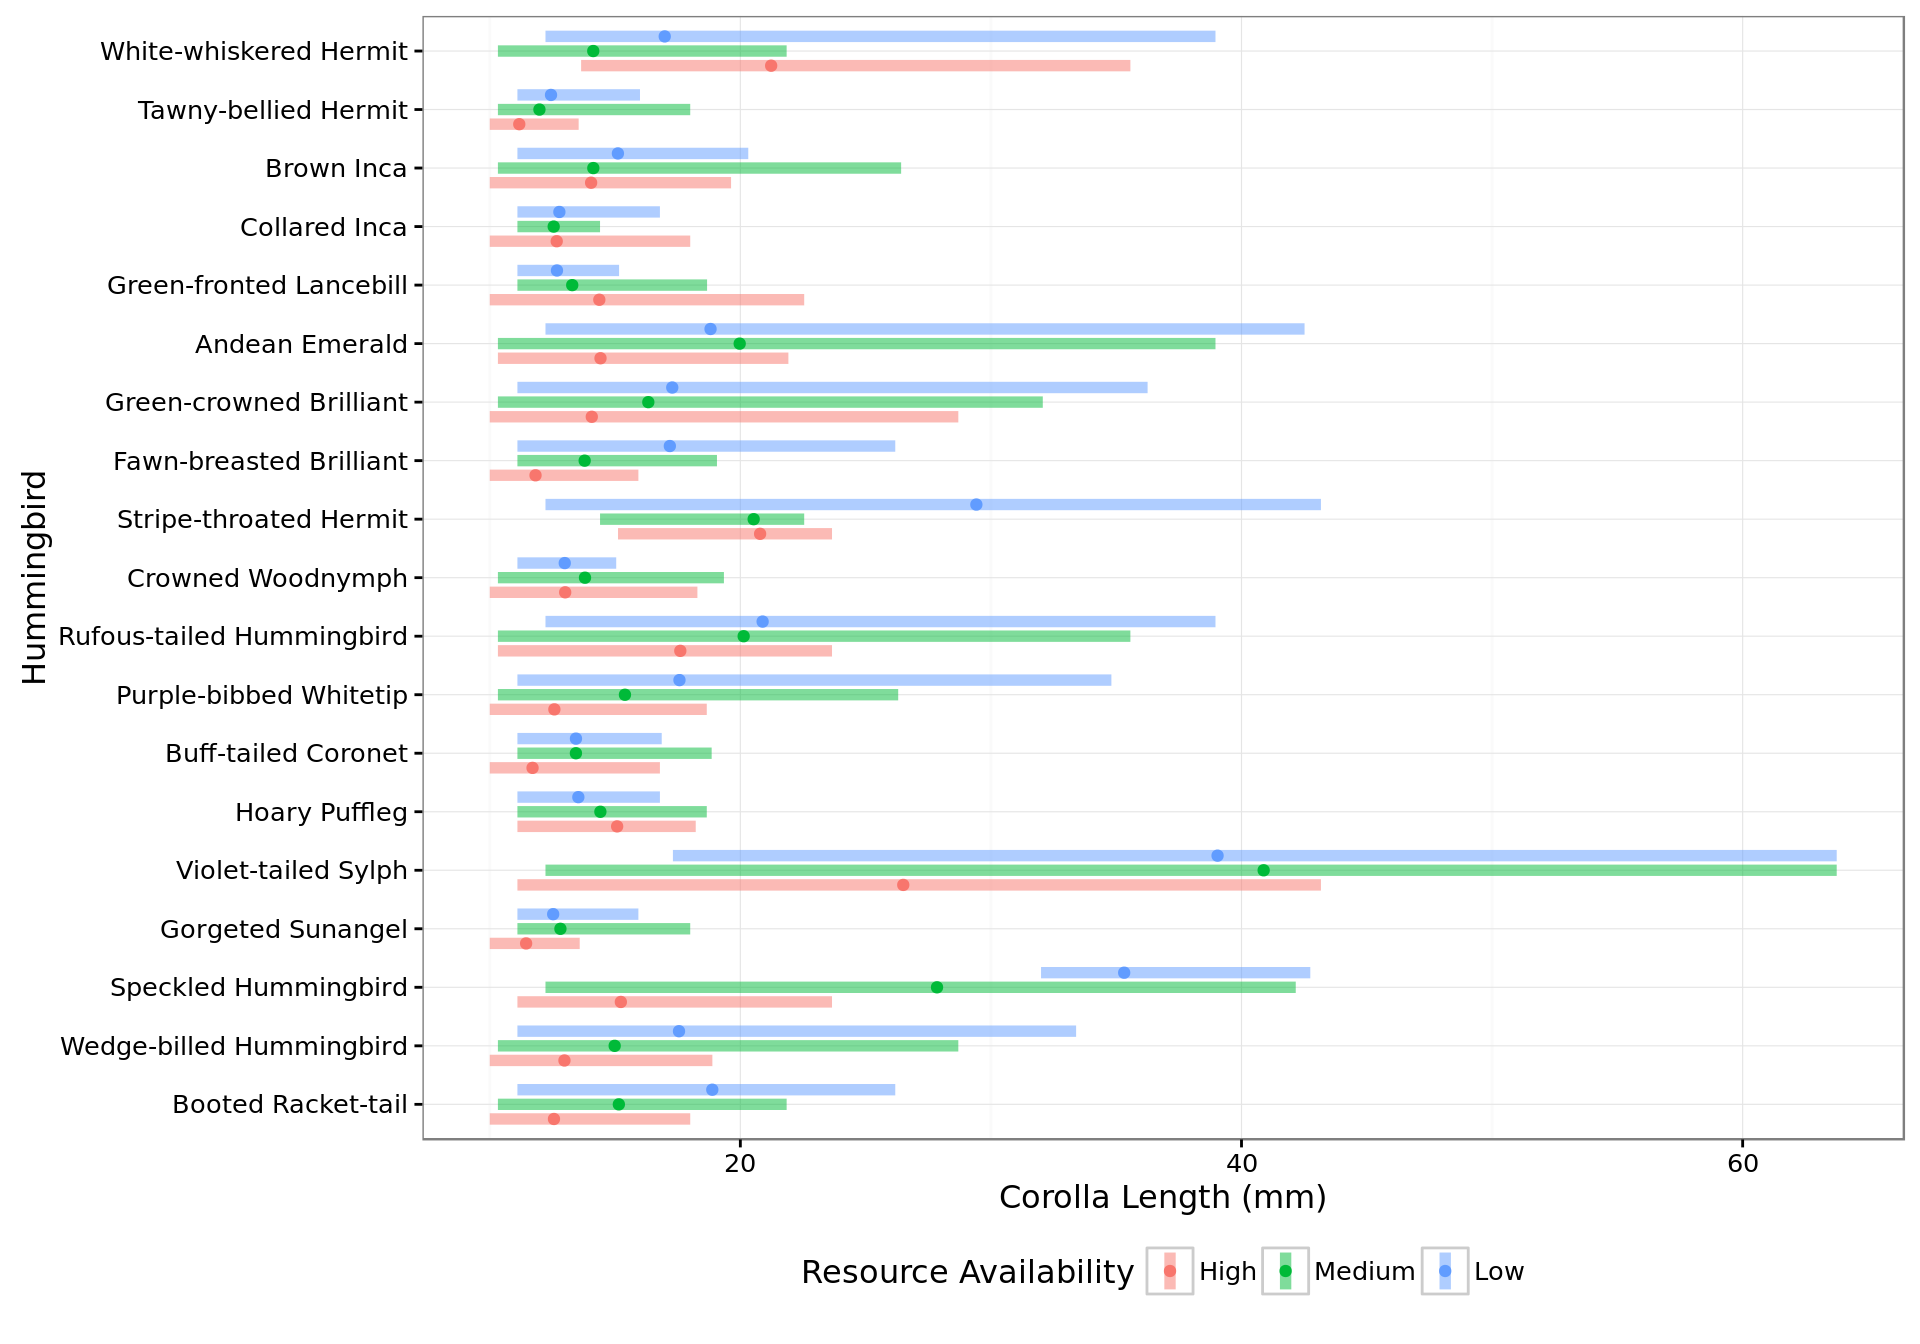 White-whiskered Hermit
Tawny-bellied Hermit
Brown Inca
Collared Inca
Green-fronted Lancebill
Andean Emerald
Green-crowned Brilliant
Fawn-breasted Brilliant
Stripe-throated Hermit
Crowned Woodnymph
Rufous-tailed Hummingbird
Purple-bibbed Whitetip
Buff-tailed Coronet
Hoary Puffleg
Violet-tailed Sylph
Gorgeted Sunangel
Speckled Hummingbird
Wedge-billed Hummingbird
Booted Racket-tail
Hummingbird
20 40 60
Corolla Length (mm)
Resource Availability High Medium Low